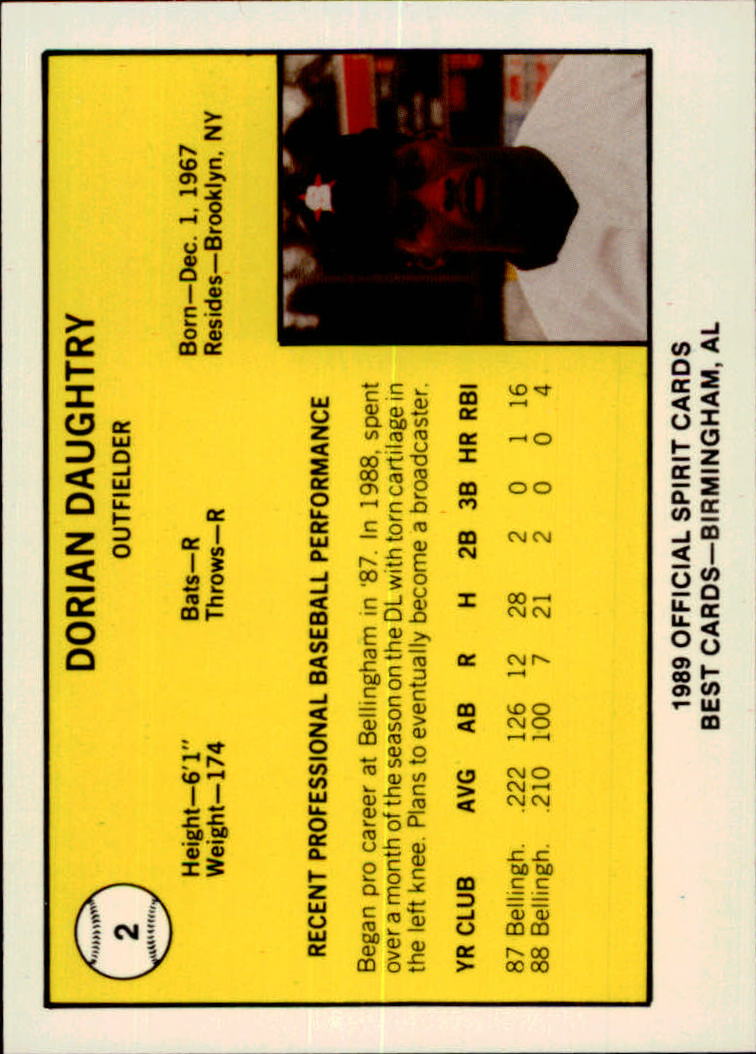 2
DORIAN DAUGHTRY
OUTFIELDER
Height—6'1" Bats—R Born—Dec. 1, 1967
Weight—174 Throws—R Resides—Brooklyn, NY
RECENT PROFESSIONAL BASEBALL PERFORMANCE
Began pro career at Bellingham in '87. In 1988, spent
over a month of the season on the DL with torn cartilage in
the left knee. Plans to eventually become a broadcaster.
YR CLUB AVG AB R H 2B 3B HR RBI
87 Bellingh. .222 126 12 28 2 0 1 16
88 Bellingh. .210 100 7 21 2 0 0 4
1989 OFFICIAL SPIRIT CARDS
BEST CARDS—BIRMINGHAM, AL